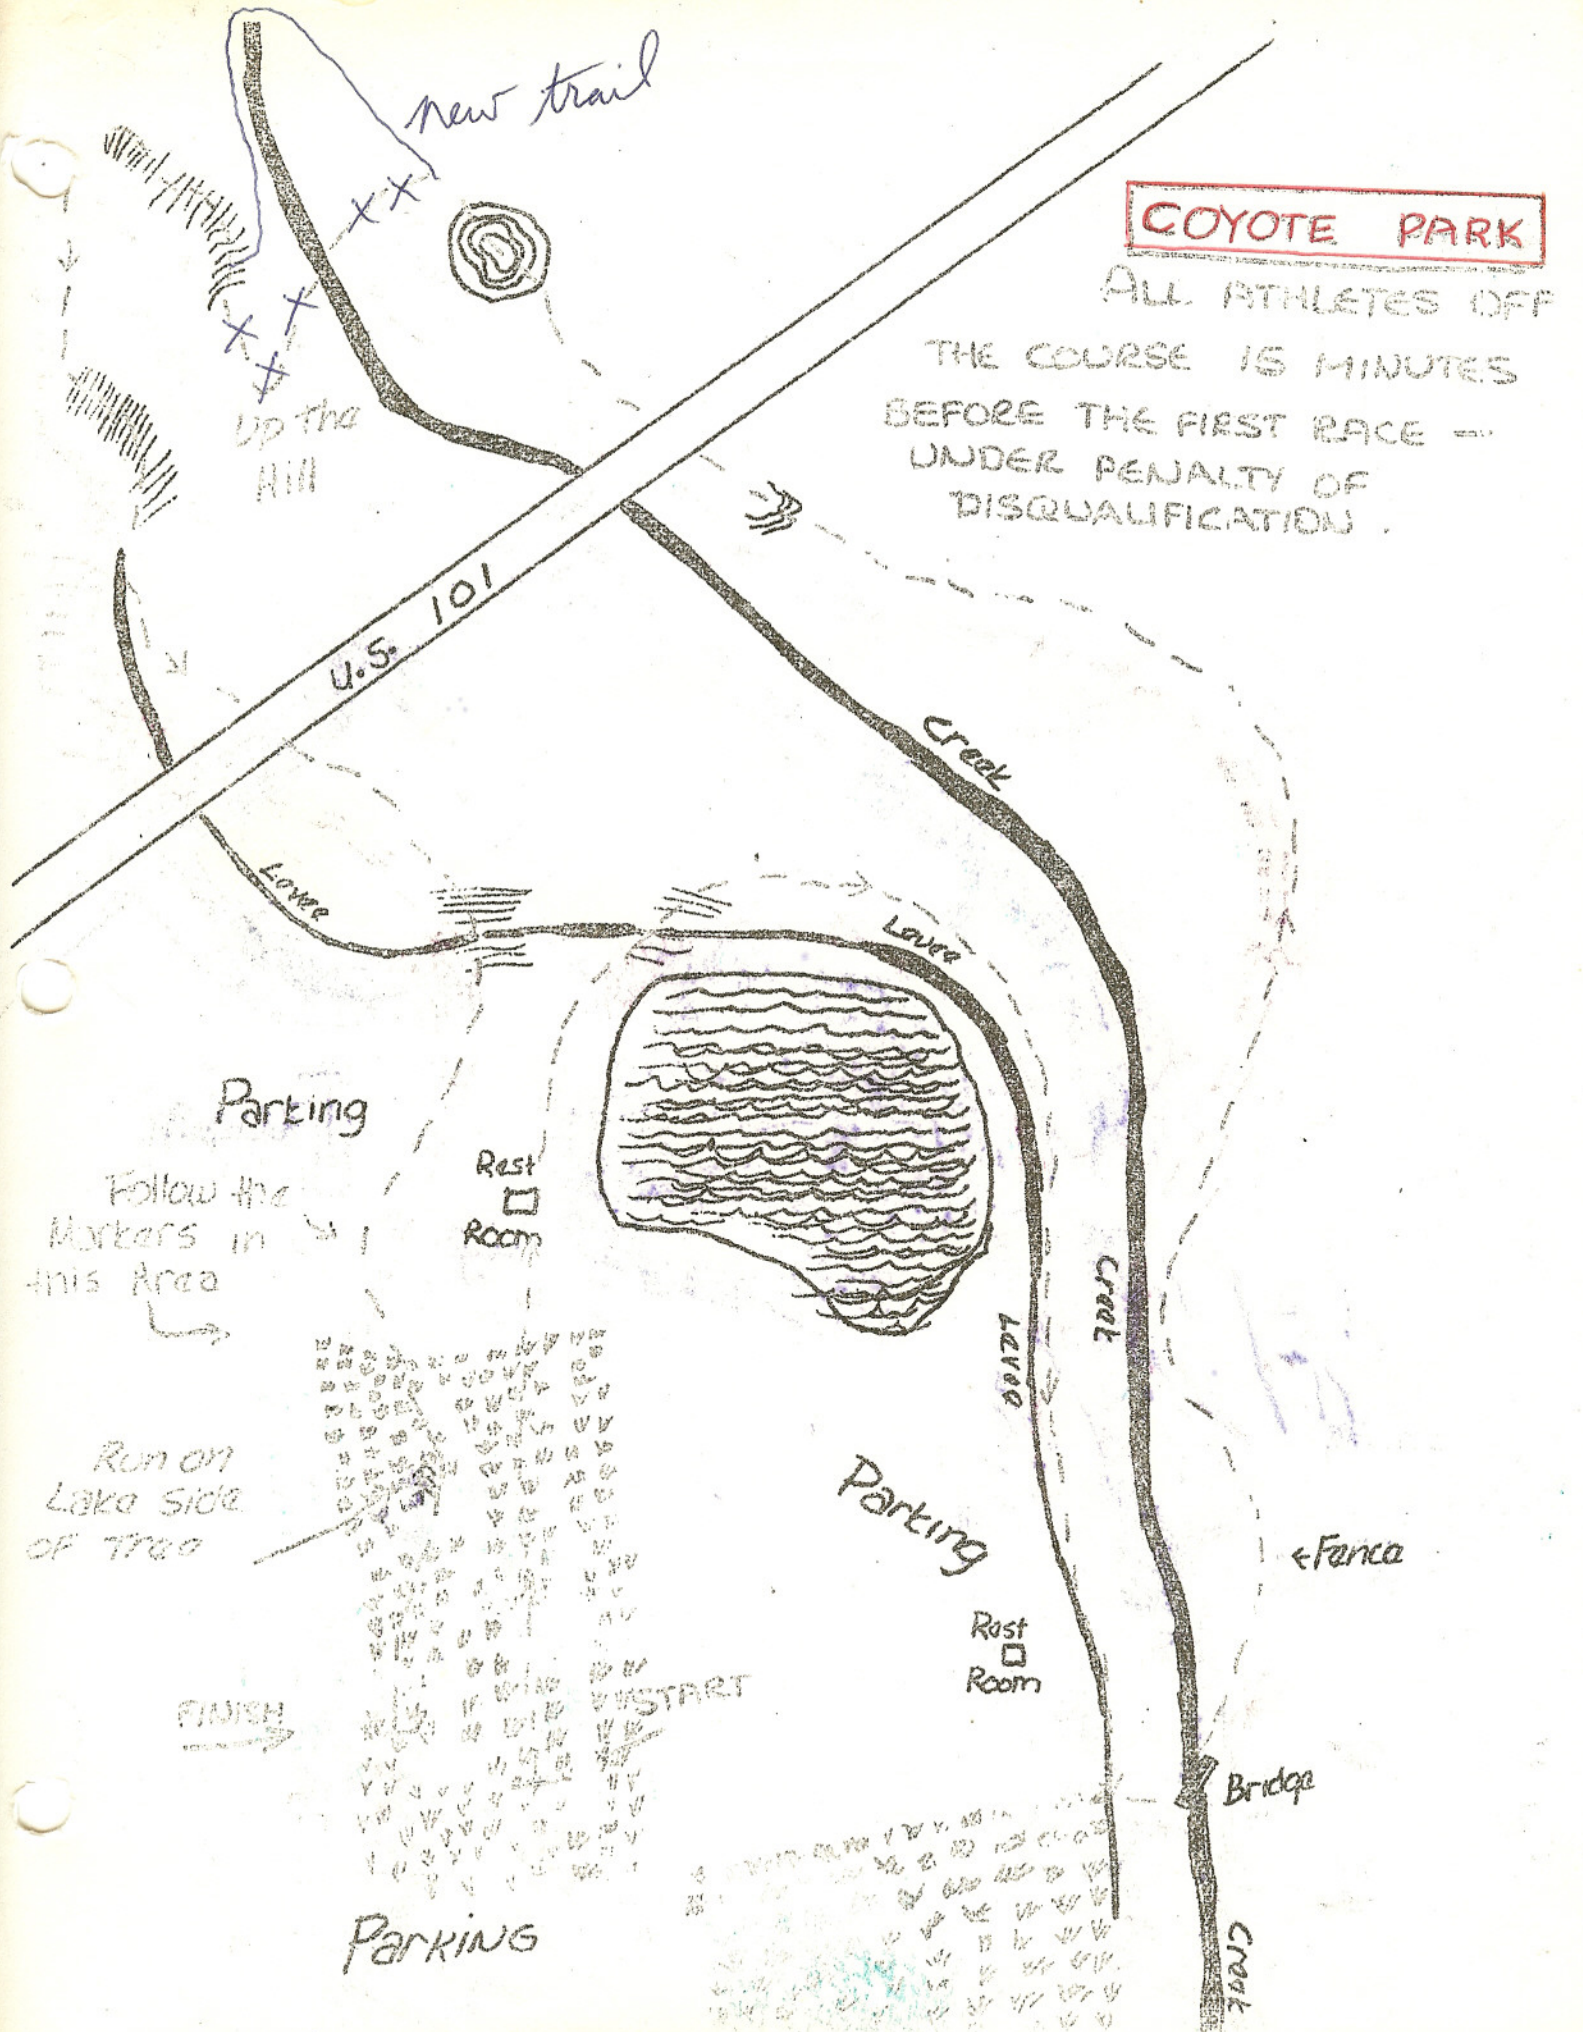 new trail
COYOTE PARK
ALL ATHLETES OFF
THE COURSE 15 MINUTES
BEFORE THE FIRST RACE —
UNDER PENALTY OF
DISQUALIFICATION.
Up the
Hill
U.S. 101
Creek
Levee
Levee
Parking
Rest
Room
Follow the
Markers in
this Area
Creek
Levee
Run on
Lake Side
OF Tree
Parking
Fence
Rest
Room
FINISH
START
Bridge
Parking
Creek